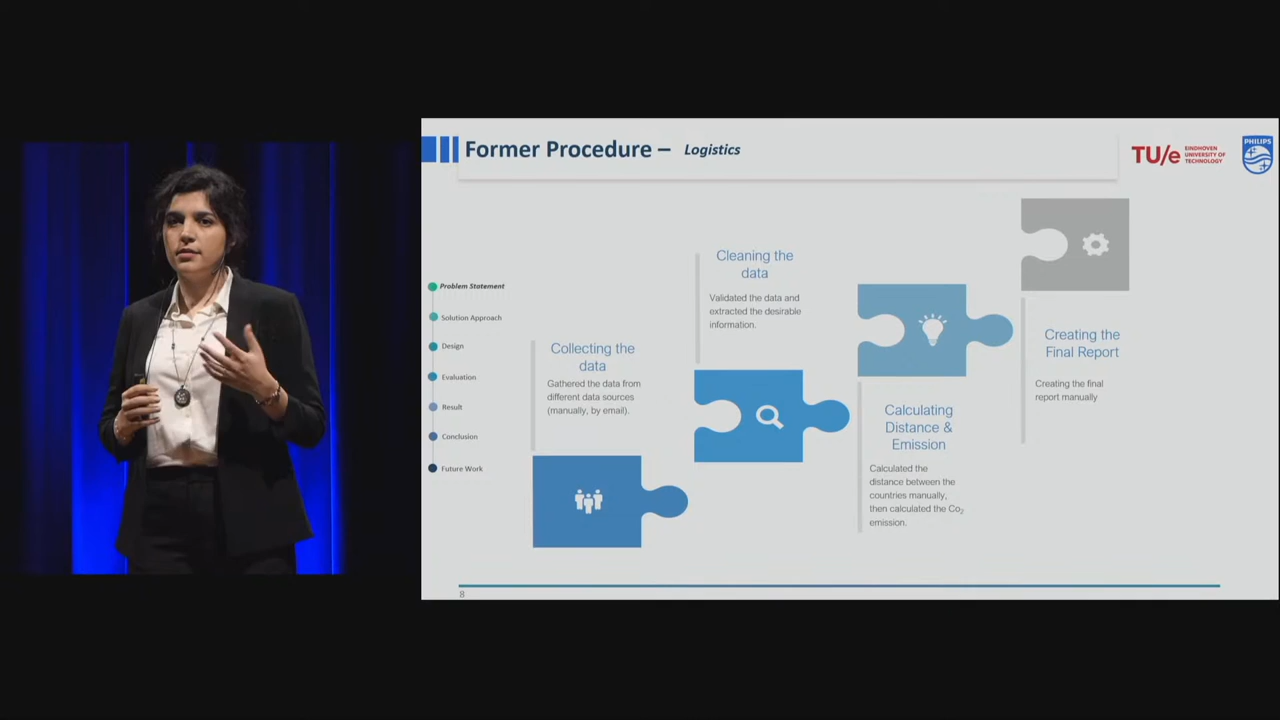 Former Procedure – Logistics
TU/e EINDHOVEN
UNIVERSITY OF
TECHNOLOGY
PHILIPS
Problem Statement
Solution Approach
Design
Evaluation
Result
Conclusion
Future Work
Collecting the
data
Gathered the data from
different data sources
(manually, by email).
Cleaning the
data
Validated the data and
extracted the desirable
information.
Calculating
Distance &
Emission
Calculated the
distance between the
countries manually,
then calculated the Co₂
emission.
Creating the
Final Report
Creating the final
report manually
8